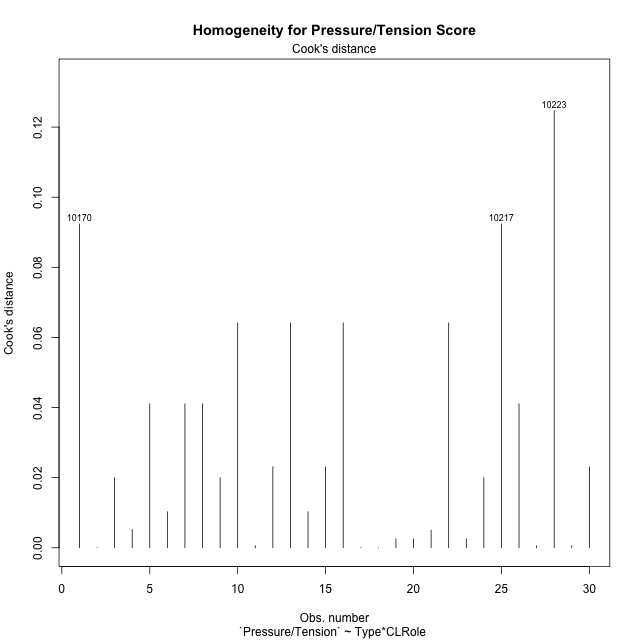 Homogeneity for Pressure/Tension Score
Cook's distance
10223
10170
10217
Cook's distance
0.12
0.10
0.08
0.06
0.04
0.02
0.00
0 5 10 15 20 25 30
Obs. number
`Pressure/Tension` ~ Type*CLRole